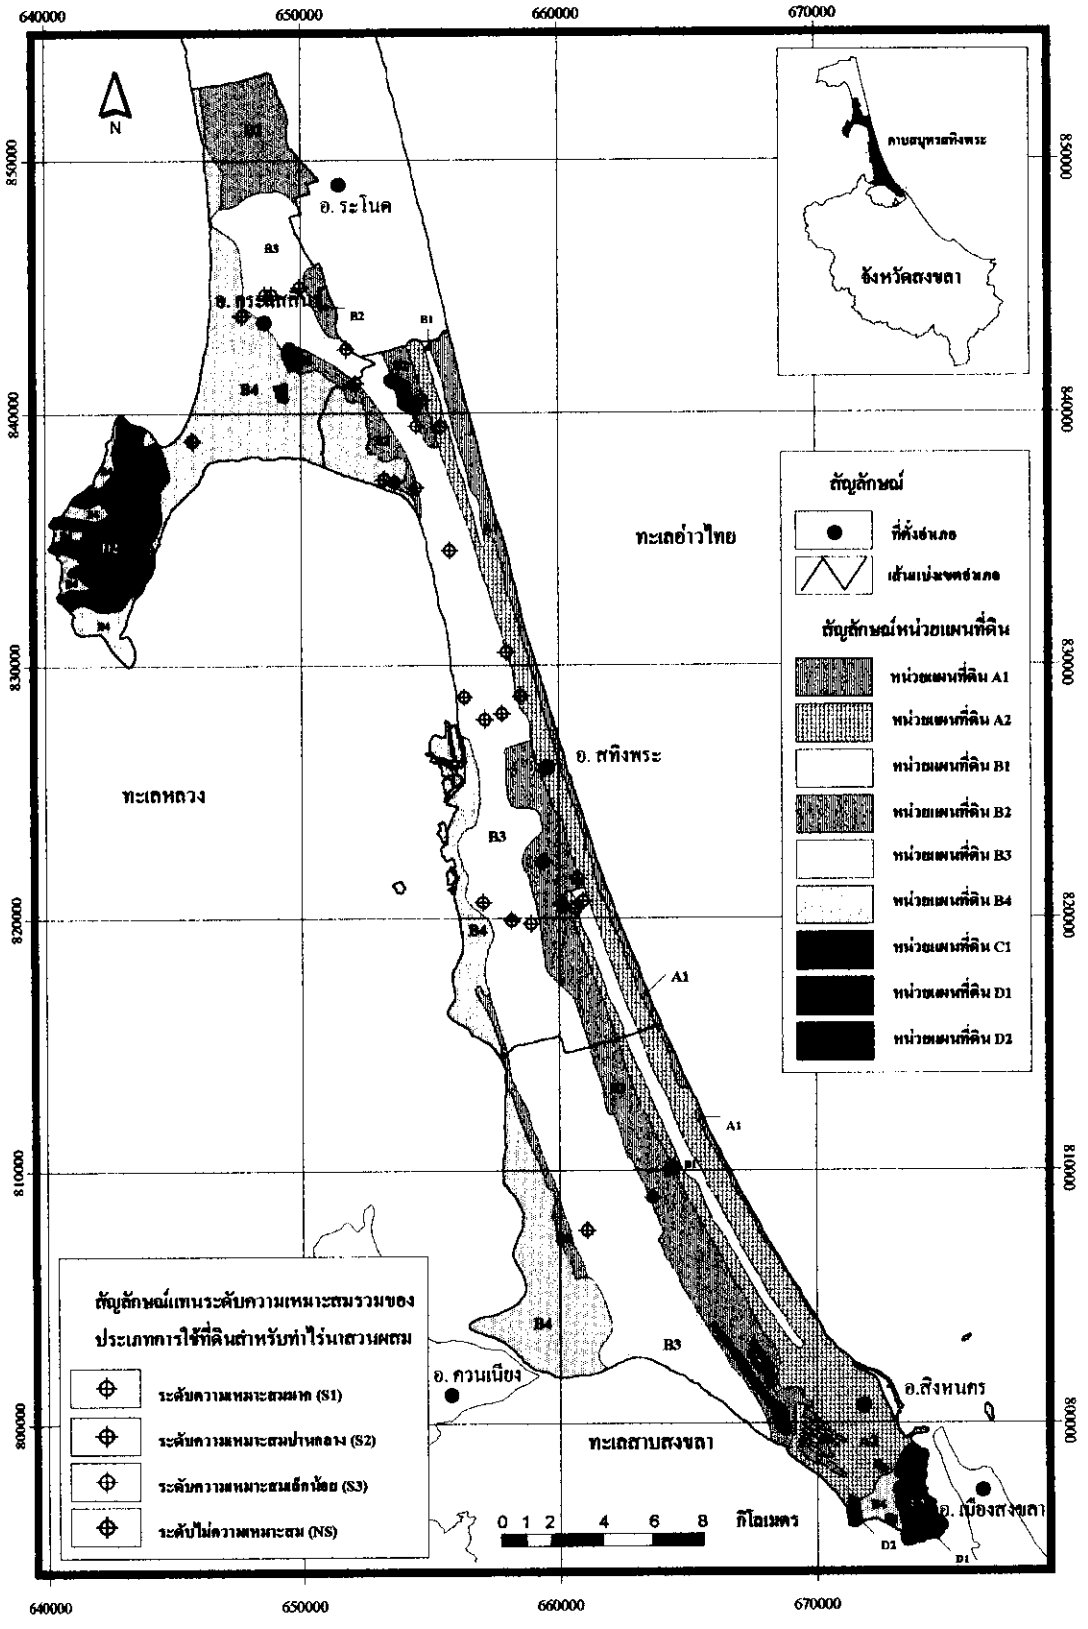 640000 650000 660000 670000
N
850000
850000
อ. ระโนด
คาบสมุทรสทิงพระ
จังหวัดสงขลา
B3
B2
B1
B4
840000
840000
ทะเลอ่าวไทย
สัญลักษณ์
ที่ตั้งอำเภอ
เส้นแบ่งเขตอำเภอ
สัญลักษณ์หน่วยแผนที่ดิน
หน่วยแผนที่ดิน A1
หน่วยแผนที่ดิน A2
หน่วยแผนที่ดิน B1
หน่วยแผนที่ดิน B2
หน่วยแผนที่ดิน B3
หน่วยแผนที่ดิน B4
หน่วยแผนที่ดิน C1
หน่วยแผนที่ดิน D1
หน่วยแผนที่ดิน D2
D2
B4
830000
830000
อ. สทิงพระ
ทะเลหลวง
B3
820000
820000
B4
A1
A1
B1
810000
810000
B4
B3
อ. ควนเนียง
อ.สิงหนคร
800000
800000
ทะเลสาบสงขลา
A2
อ. เมืองสงขลา
D2
D1
สัญลักษณ์แทนระดับความเหมาะสมรวมของ
ประเภทการใช้ที่ดินสำหรับทำไร่นาสวนผสม
ระดับความเหมาะสมมาก (S1)
ระดับความเหมาะสมปานกลาง (S2)
ระดับความเหมาะสมเล็กน้อย (S3)
ระดับไม่ความเหมาะสม (NS)
0 1 2 4 6 8 กิโลเมตร
640000 650000 660000 670000